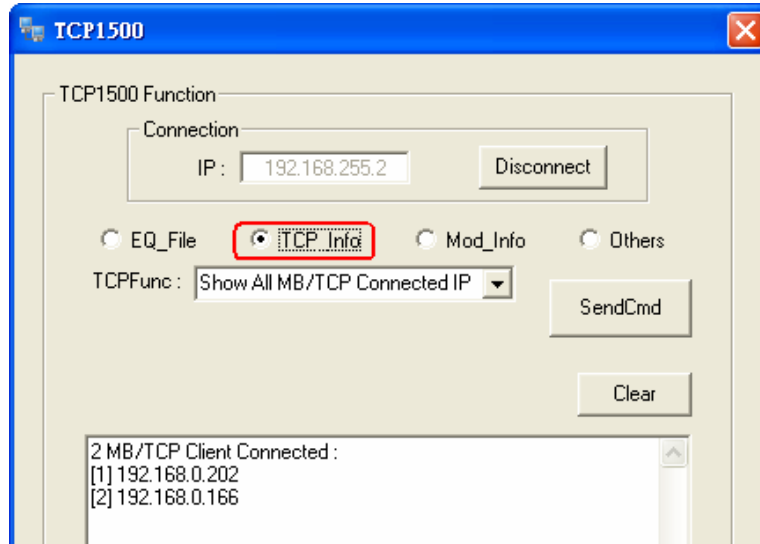 TCP1500
TCP1500 Function
Connection
IP : 192.168.255.2 Disconnect
EQ_File TCP_Info Mod_Info Others
TCPFunc : Show All MB/TCP Connected IP
SendCmd
Clear
2 MB/TCP Client Connected :
[1] 192.168.0.202
[2] 192.168.0.166